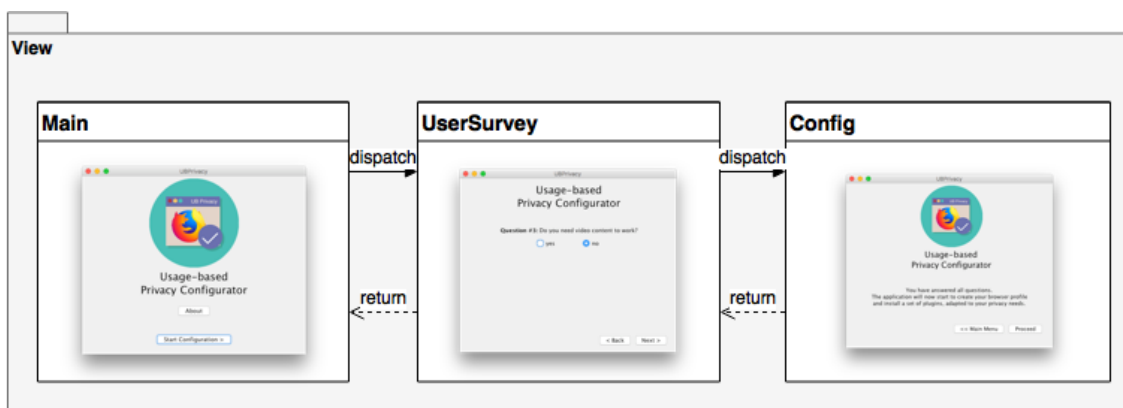 View
Main
UBPrivacy
UB Privacy
Usage-based
Privacy Configurator
About
Start Configuration >
dispatch
return
UserSurvey
UBPrivacy
Usage-based
Privacy Configurator
Question #3: Do you need video content to work?
yes no
< Back Next >
dispatch
return
Config
UBPrivacy
UB Privacy
Usage-based
Privacy Configurator
You have answered all questions.
The application will now start to create your browser profile
and install a set of plugins, adapted to your privacy needs.
<< Main Menu Proceed